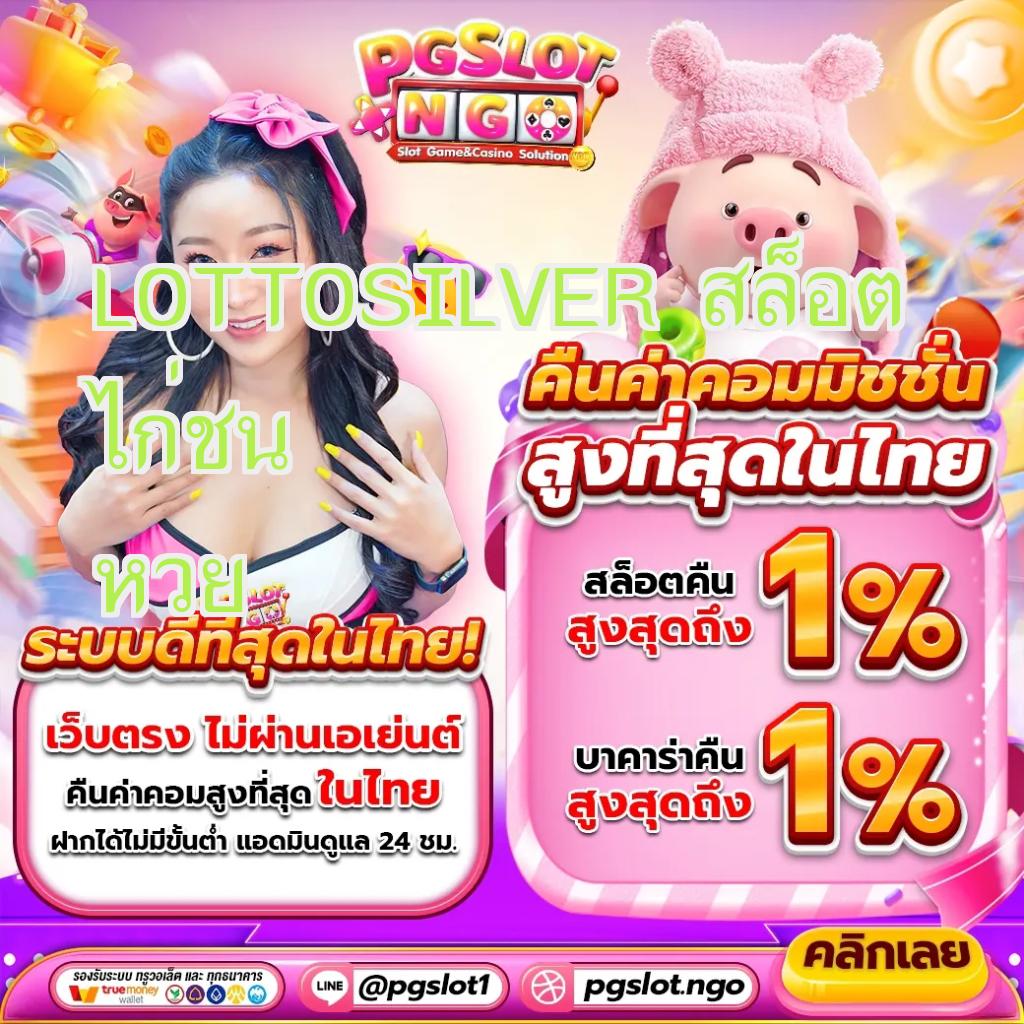 PGSLOT
NGO
Slot Game&Casino Solution
LOTTOSILVER สล็อต
ไก่ชน
หวย
คืนค่าคอมมิชชั่น
สูงที่สุดในไทย
สล็อตคืน
สูงสุดถึง
1%
บาคาร่าคืน
สูงสุดถึง
1%
ระบบดีที่สุดในไทย!
เว็บตรง ไม่ผ่านเอเย่นต์
คืนค่าคอมสูงที่สุด ในไทย
ฝากได้ไม่มีขั้นต่ำ แอดมินดูแล 24 ชม.
คลิกเลย
รองรับระบบ ทรูวอเล็ต และ ทุกธนาคาร
truemoney
wallet
LINE @pgslot1
pgslot.ngo